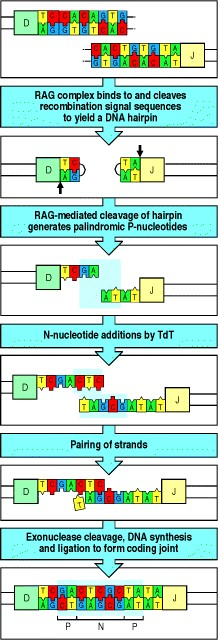 D T C C A C A G T G
A G G T G T C A C
C A C T G T G T A J
G T G A C A C A T
RAG complex binds to and cleaves
recombination signal sequences
to yield a DNA hairpin
D T C
A G
T A J
A T
RAG-mediated cleavage of hairpin
generates palindromic P-nucleotides
D T C G A
A T A T J
N-nucleotide additions by TdT
D T C G A C T C
T A G C G A T A T J
Pairing of strands
D T C G A C T C
T A G C G A T A T J
Exonuclease cleavage, DNA synthesis
and ligation to form coding joint
D T C G A C T C G C T A T A J
A G C T G A G C G A T A T
P N P